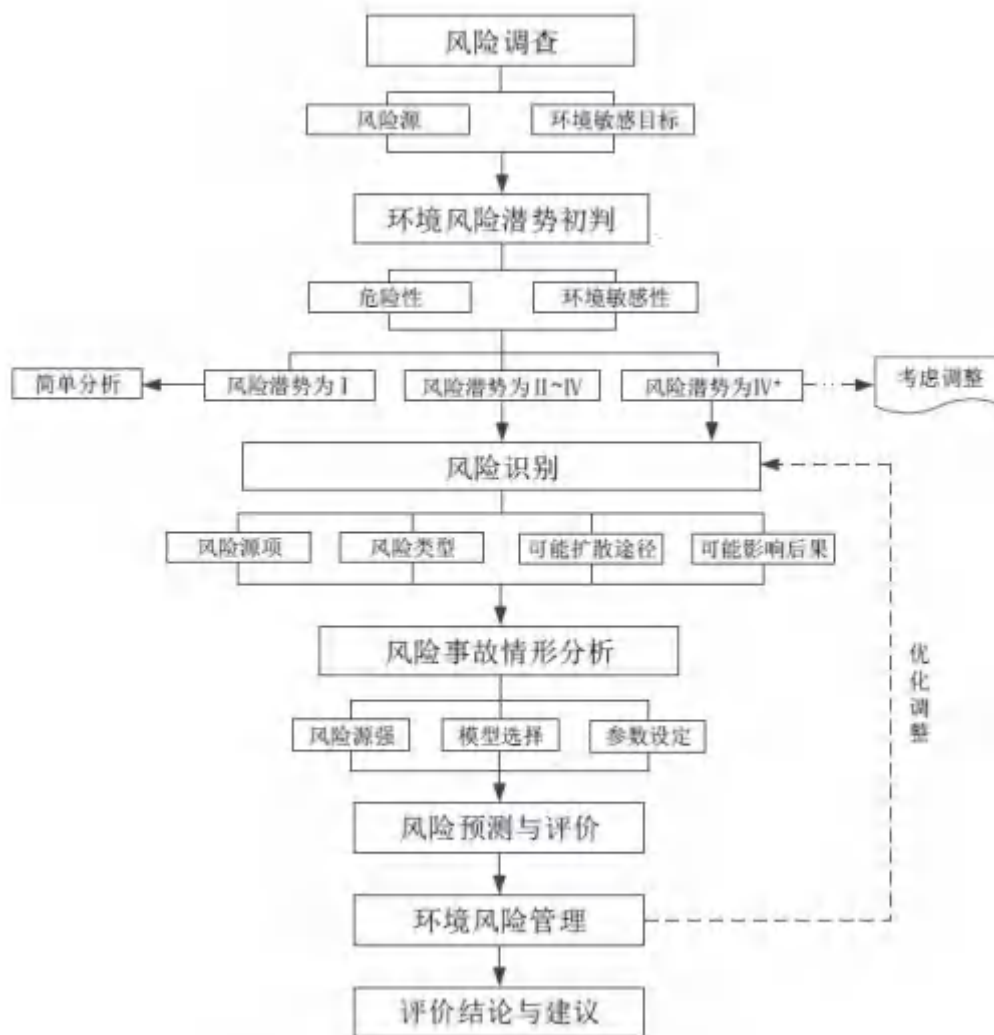 风险调查
风险源
环境敏感目标
环境风险潜势初判
危险性
环境敏感性
简单分析
风险潜势为Ⅰ
风险潜势为Ⅱ~Ⅳ
风险潜势为Ⅳ+
考虑调整
风险识别
风险源项
风险类型
可能扩散途径
可能影响后果
风险事故情形分析
优化调整
风险源强
模型选择
参数设定
风险预测与评价
环境风险管理
评价结论与建议